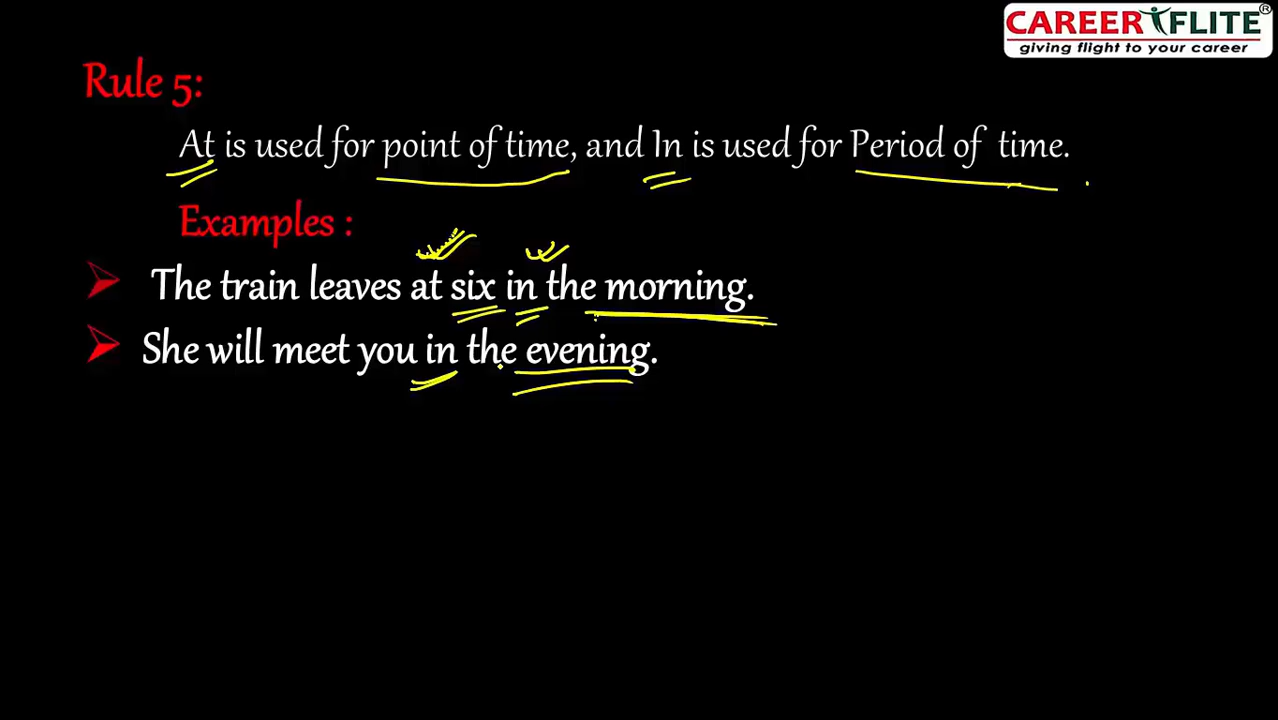 CAREER FLITE®
giving flight to your career
Rule 5:
At is used for point of time, and In is used for Period of time.
Examples :
The train leaves at six in the morning.
She will meet you in the evening.